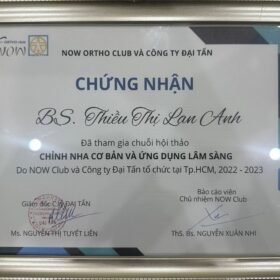 ORTHO
NOW
NOW ORTHO CLUB VÀ CÔNG TY ĐẠI TẤN
CHỨNG NHẬN
BS. Thiều Thị Lan Anh
Đã tham gia chuỗi hội thảo
CHỈNH NHA CƠ BẢN VÀ ỨNG DỤNG LÂM SÀNG
Do NOW Club và Công ty Đại Tấn tổ chức tại Tp.HCM, 2022 - 2023
Giám đốc Cty ĐẠI TẤN
Báo cáo viên
Chủ nhiệm NOW Club
Ms. NGUYỄN THỊ TUYẾT LIÊN
ThS. Bs. NGUYỄN XUÂN NHI